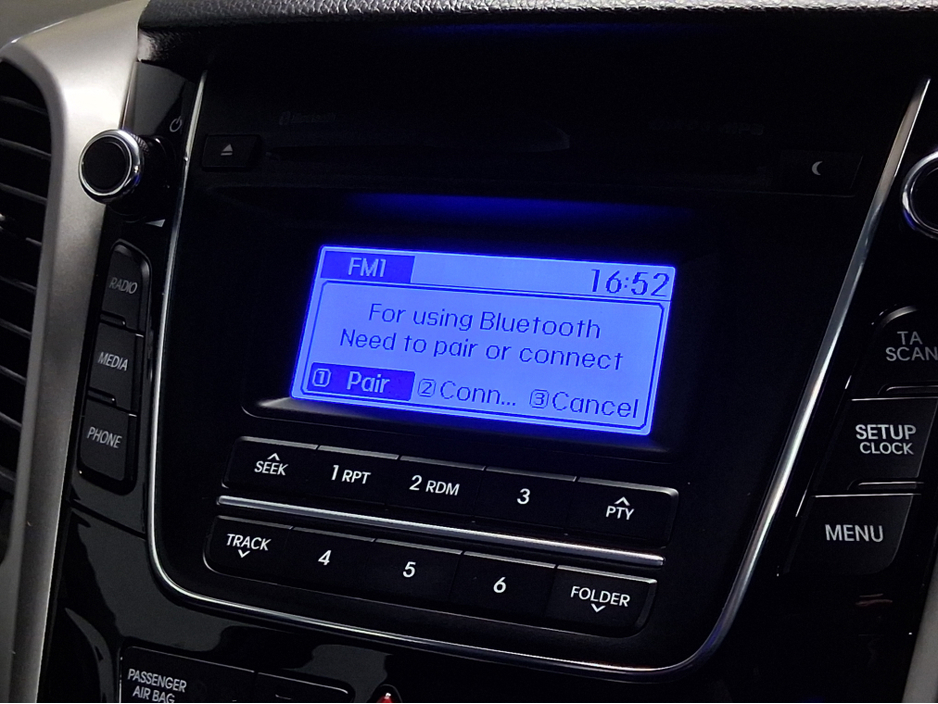 FM1 16:52
For using Bluetooth
Need to pair or connect
1 Pair 2 Conn... 3 Cancel
RADIO
MEDIA
PHONE
SEEK 1 RPT 2 RDM 3 PTY
TRACK 4 5 6 FOLDER
TA
SCAN
SETUP
CLOCK
MENU
PASSENGER
AIR BAG